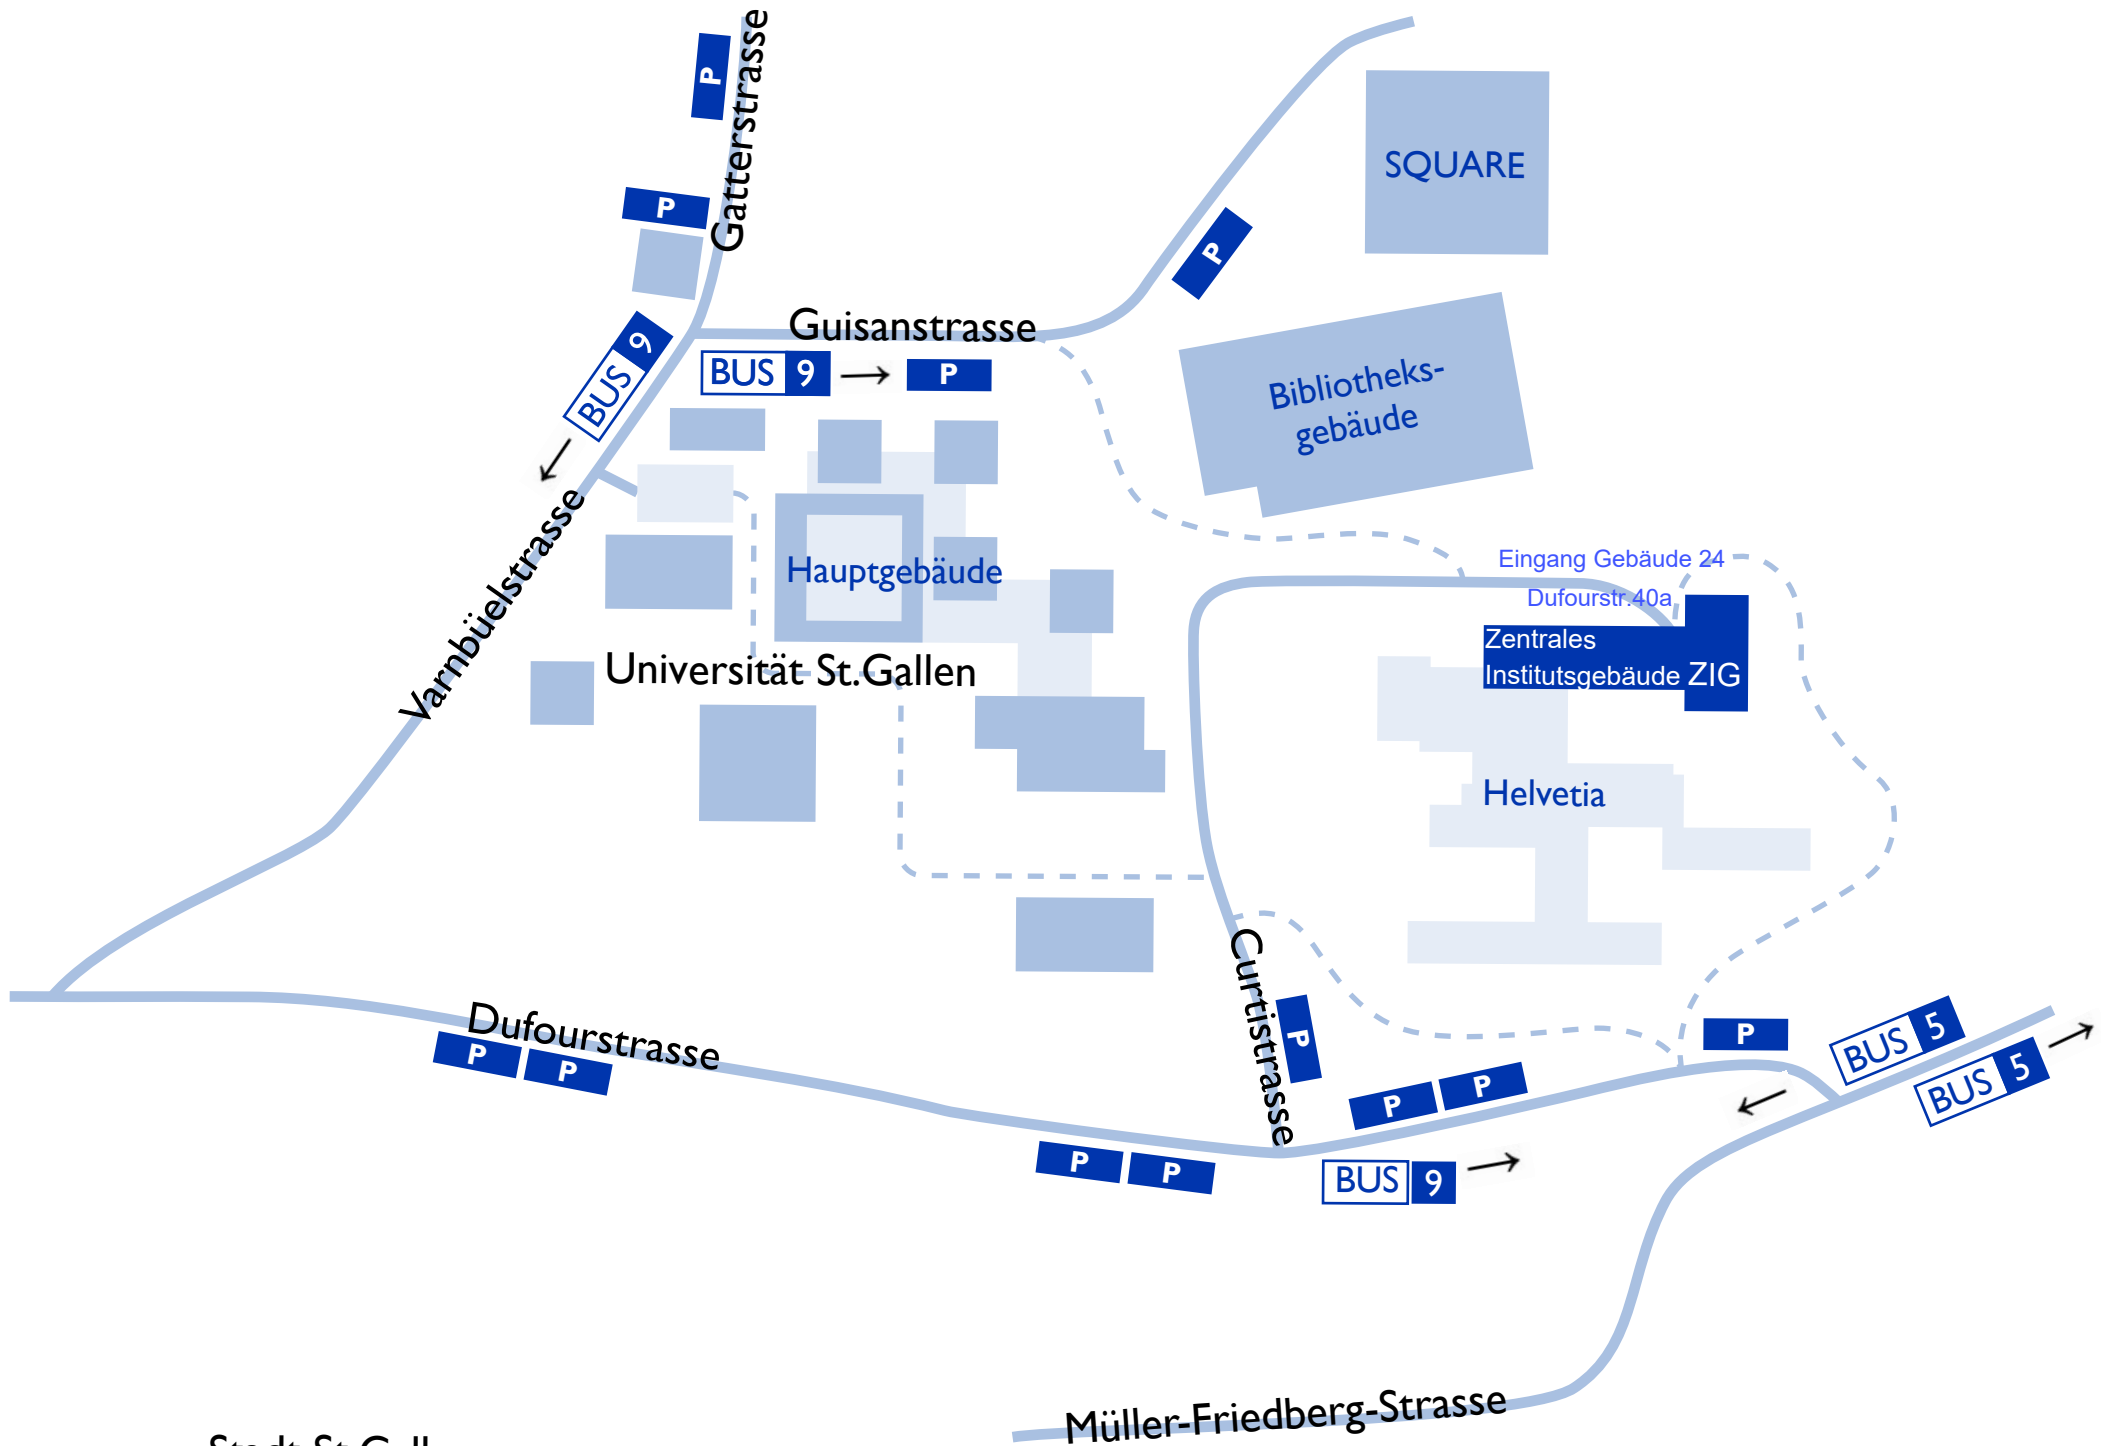 P
Gatterstrasse
SQUARE
P
P
Guisanstrasse
BUS 9
BUS 9
P
Bibliotheks-
gebäude
Varnbüelstrasse
Hauptgebäude
Eingang Gebäude 24
Dufourstr.40a
Zentrales
Institutsgebäude ZIG
Universität St.Gallen
Helvetia
Curtistrasse
P
Dufourstrasse
P
P
P
BUS 5
BUS 5
P
P
P
P
BUS 9
Müller-Friedberg-Strasse